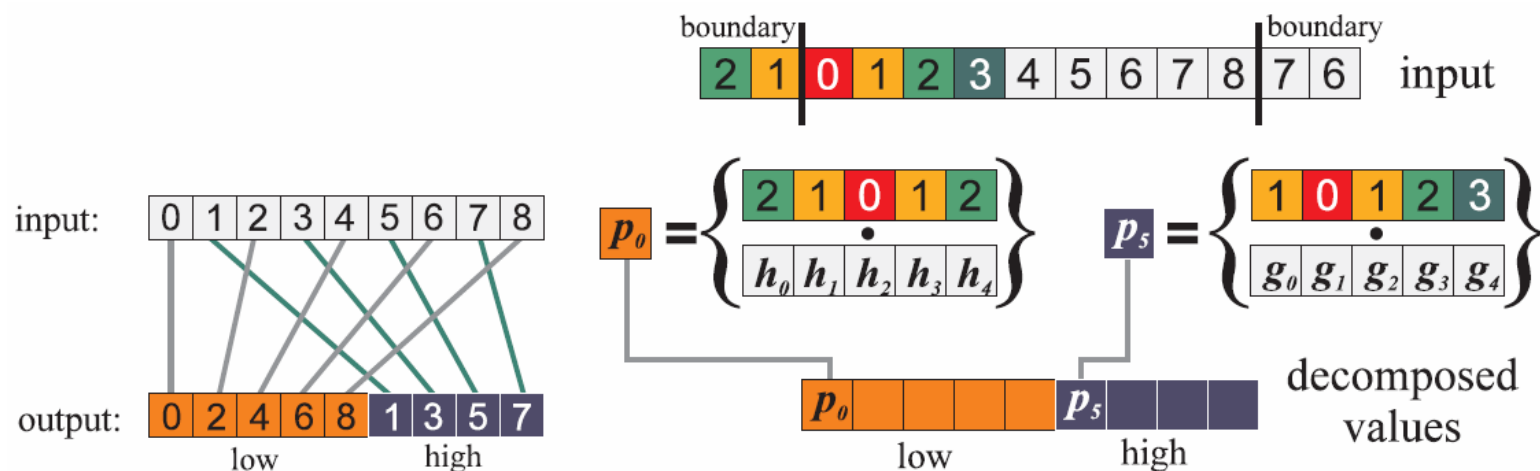 boundary boundary
2 1 0 1 2 3 4 5 6 7 8 7 6 input
input: 0 1 2 3 4 5 6 7 8
p0 = { 2 1 0 1 2 • h0 h1 h2 h3 h4 }
p5 = { 1 0 1 2 3 • g0 g1 g2 g3 g4 }
output: 0 2 4 6 8 1 3 5 7
low high
p0 p5
low high
decomposed
values